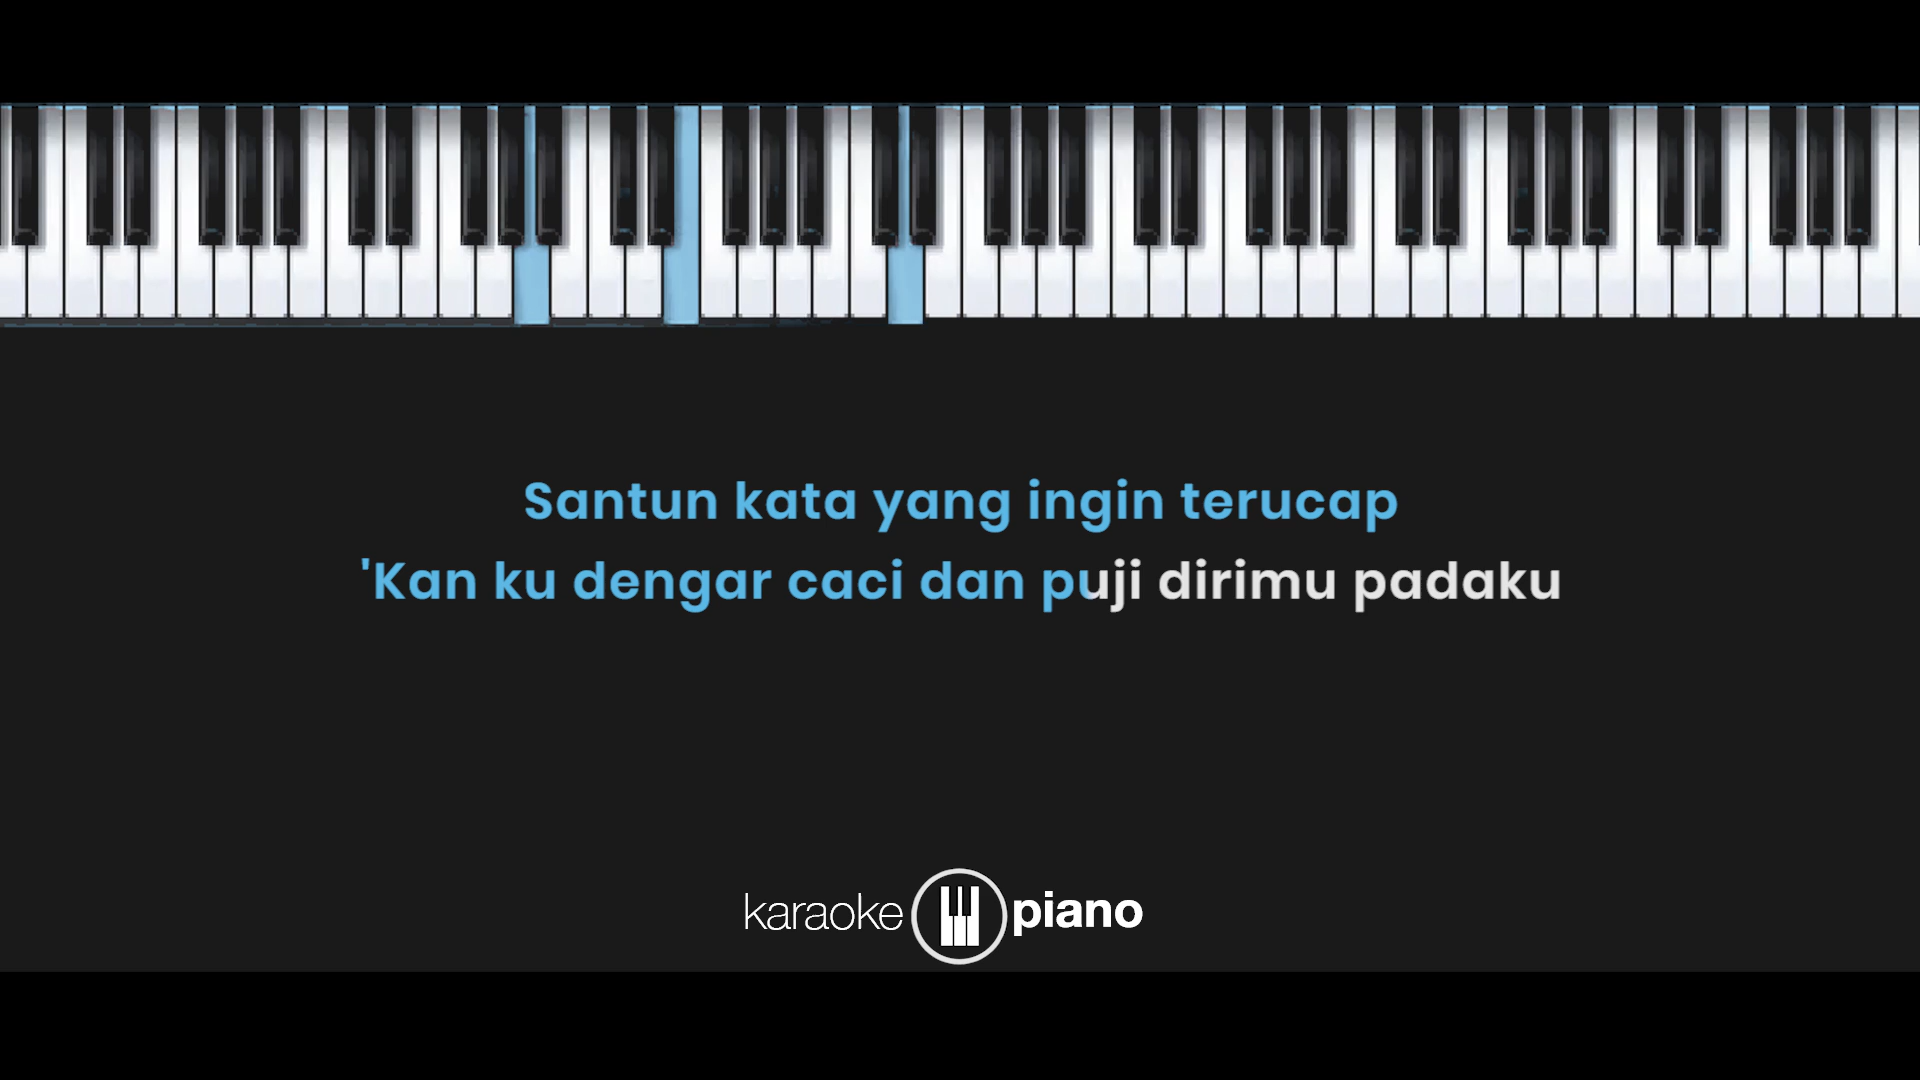 Santun kata yang ingin terucap
'Kan ku dengar caci dan puji dirimu padaku
karaoke piano